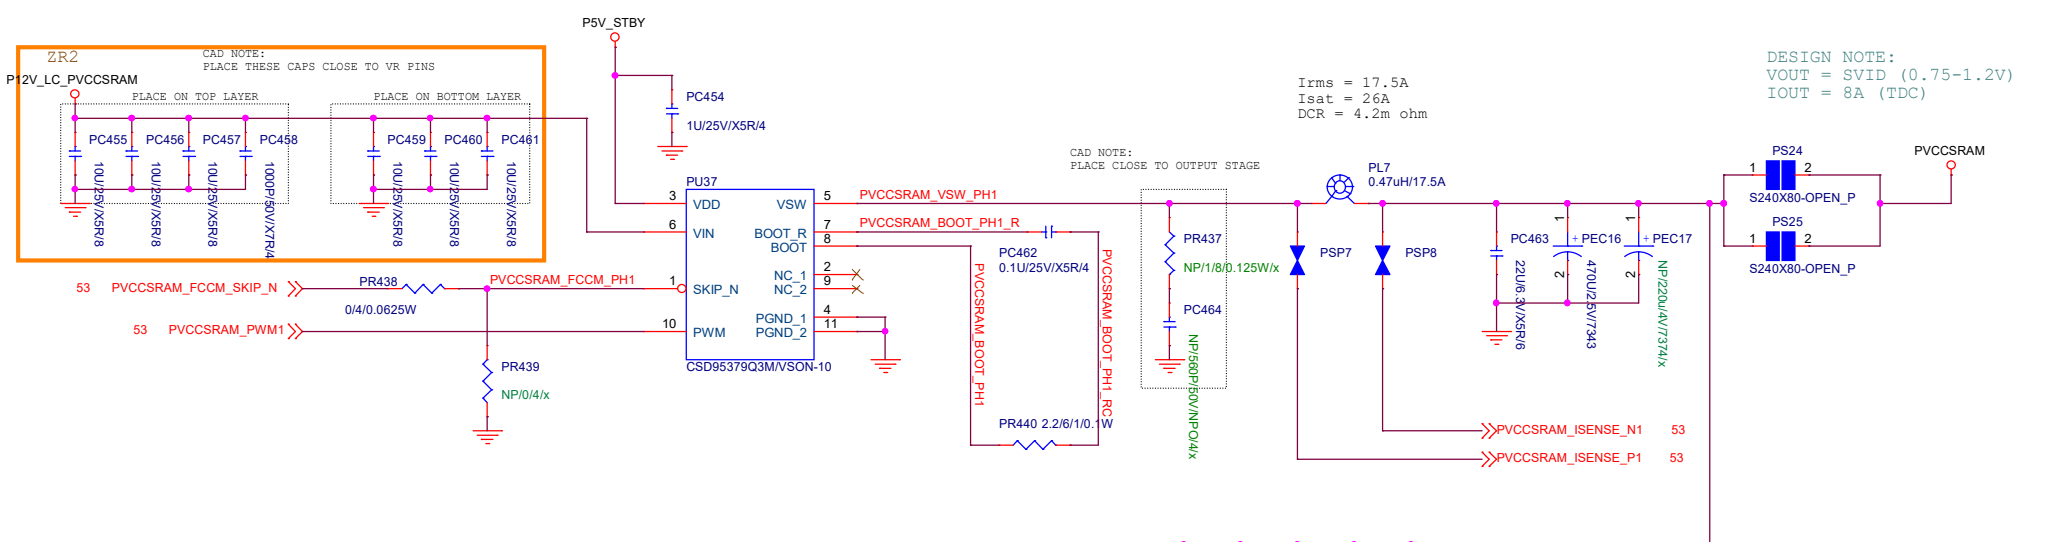 P5V_STBY
ZR2
CAD NOTE:
PLACE THESE CAPS CLOSE TO VR PINS
P12V_LC_PVCCSRAM
PLACE ON TOP LAYER
PLACE ON BOTTOM LAYER
PC455
10U/25V/X5R/8
PC456
10U/25V/X5R/8
PC457
10U/25V/X5R/8
PC458
1000P/50V/X7R/4
PC459
10U/25V/X5R/8
PC460
10U/25V/X5R/8
PC461
10U/25V/X5R/8
PC454
1U/25V/X5R/4
PU37
3
VDD
6
VIN
1
SKIP_N
10
PWM
VSW
5
BOOT_R
7
BOOT
8
NC_1
2
NC_2
9
PGND_1
4
PGND_2
11
CSD95379Q3M/VSON-10
53
PVCCSRAM_FCCM_SKIP_N
PR438
0/4/0.0625W
PVCCSRAM_FCCM_PH1
53
PVCCSRAM_PWM1
PR439
NP/0/4/x
PVCCSRAM_VSW_PH1
PVCCSRAM_BOOT_PH1_R
PC462
0.1U/25V/X5R/4
PVCCSRAM_BOOT_PH1
PVCCSRAM_BOOT_PH1_RC
PR440 2.2/6/1/0.1W
CAD NOTE:
PLACE CLOSE TO OUTPUT STAGE
PR437
NP/1/8/0.125W/x
PC464
NP/560P/50V/NPO/4/x
Irms = 17.5A
Isat = 26A
DCR = 4.2m ohm
PL7
0.47uH/17.5A
PSP7
PSP8
PC463
22U/6.3V/X5R/6
1
+ PEC16
2
470U/2.5V/7343
1
+ PEC17
2
NP/220u/4V/7374/x
PVCCSRAM_ISENSE_N1
53
PVCCSRAM_ISENSE_P1
53
DESIGN NOTE:
VOUT = SVID (0.75-1.2V)
IOUT = 8A (TDC)
PS24
1
2
S240X80-OPEN_P
PS25
1
2
S240X80-OPEN_P
PVCCSRAM